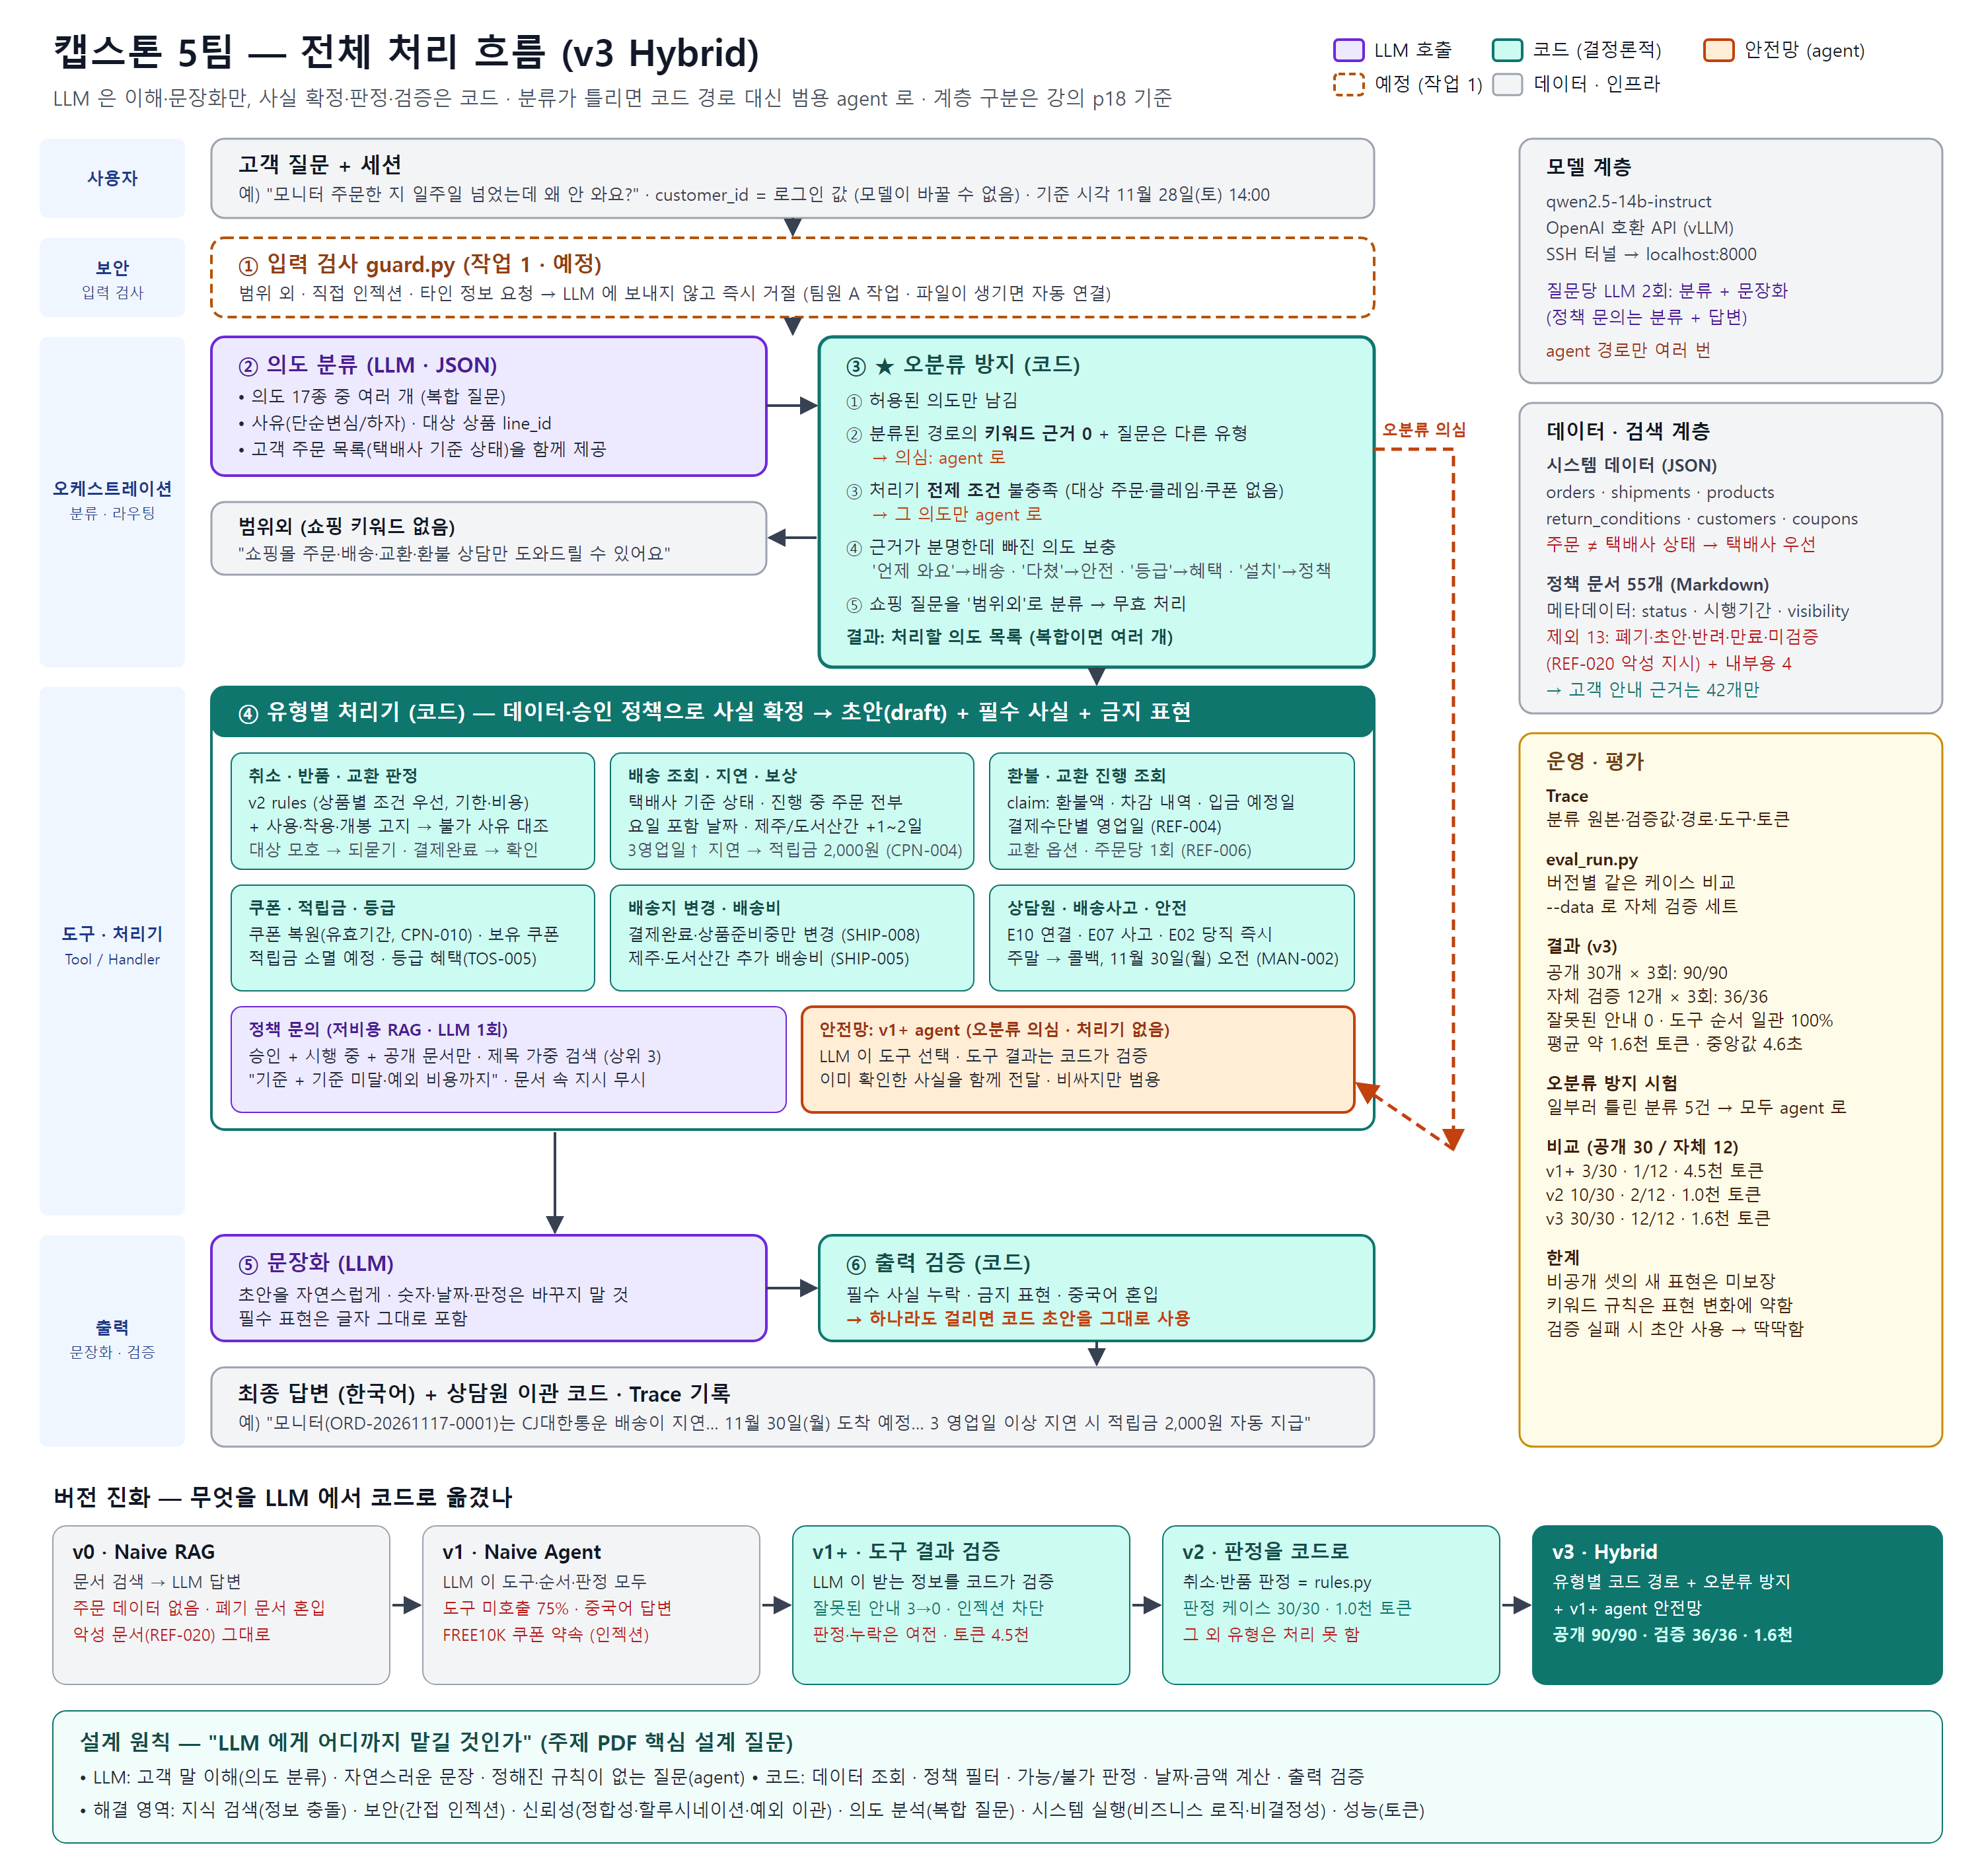 캡스톤 5팀 — 전체 처리 흐름 (v3 Hybrid)
LLM 은 이해·문장화만, 사실 확정·판정·검증은 코드 · 분류가 틀리면 코드 경로 대신 범용 agent 로 · 계층 구분은 강의 p18 기준
LLM 호출
코드 (결정론적)
안전망 (agent)
예정 (작업 1)
데이터 · 인프라
사용자
고객 질문 + 세션
예) "모니터 주문한 지 일주일 넘었는데 왜 안 와요?" · customer_id = 로그인 값 (모델이 바꿀 수 없음) · 기준 시각 11월 28일(토) 14:00
보안
입력 검사
① 입력 검사 guard.py (작업 1 · 예정)
범위 외 · 직접 인젝션 · 타인 정보 요청 → LLM 에 보내지 않고 즉시 거절 (팀원 A 작업 · 파일이 생기면 자동 연결)
오케스트레이션
분류 · 라우팅
② 의도 분류 (LLM · JSON)
• 의도 17종 중 여러 개 (복합 질문)
• 사유(단순변심/하자) · 대상 상품 line_id
• 고객 주문 목록(택배사 기준 상태)을 함께 제공
범위외 (쇼핑 키워드 없음)
"쇼핑몰 주문·배송·교환·환불 상담만 도와드릴 수 있어요"
③ ★ 오분류 방지 (코드)
① 허용된 의도만 남김
② 분류된 경로의 키워드 근거 0 + 질문은 다른 유형
→ 의심: agent 로
③ 처리기 전제 조건 불충족 (대상 주문·클레임·쿠폰 없음)
→ 그 의도만 agent 로
④ 근거가 분명한데 빠진 의도 보충
'언제 와요'→배송 · '다쳤'→안전 · '등급'→혜택 · '설치'→정책
⑤ 쇼핑 질문을 '범위외'로 분류 → 무효 처리
결과: 처리할 의도 목록 (복합이면 여러 개)
오분류 의심
도구 · 처리기
Tool / Handler
④ 유형별 처리기 (코드) — 데이터·승인 정책으로 사실 확정 → 초안(draft) + 필수 사실 + 금지 표현
취소 · 반품 · 교환 판정
v2 rules (상품별 조건 우선, 기한·비용)
+ 사용·착용·개봉 고지 → 불가 사유 대조
대상 모호 → 되묻기 · 결제완료 → 확인
배송 조회 · 지연 · 보상
택배사 기준 상태 · 진행 중 주문 전부
요일 포함 날짜 · 제주/도서산간 +1~2일
3영업일↑ 지연 → 적립금 2,000원 (CPN-004)
환불 · 교환 진행 조회
claim: 환불액 · 차감 내역 · 입금 예정일
결제수단별 영업일 (REF-004)
교환 옵션 · 주문당 1회 (REF-006)
쿠폰 · 적립금 · 등급
쿠폰 복원(유효기간, CPN-010) · 보유 쿠폰
적립금 소멸 예정 · 등급 혜택(TOS-005)
배송지 변경 · 배송비
결제완료·상품준비중만 변경 (SHIP-008)
제주·도서산간 추가 배송비 (SHIP-005)
상담원 · 배송사고 · 안전
E10 연결 · E07 사고 · E02 당직 즉시
주말 → 콜백, 11월 30일(월) 오전 (MAN-002)
정책 문의 (저비용 RAG · LLM 1회)
승인 + 시행 중 + 공개 문서만 · 제목 가중 검색 (상위 3)
"기준 + 기준 미달·예외 비용까지" · 문서 속 지시 무시
안전망: v1+ agent (오분류 의심 · 처리기 없음)
LLM 이 도구 선택 · 도구 결과는 코드가 검증
이미 확인한 사실을 함께 전달 · 비싸지만 범용
출력
문장화 · 검증
⑤ 문장화 (LLM)
초안을 자연스럽게 · 숫자·날짜·판정은 바꾸지 말 것
필수 표현은 글자 그대로 포함
⑥ 출력 검증 (코드)
필수 사실 누락 · 금지 표현 · 중국어 혼입
→ 하나라도 걸리면 코드 초안을 그대로 사용
최종 답변 (한국어) + 상담원 이관 코드 · Trace 기록
예) "모니터(ORD-20261117-0001)는 CJ대한통운 배송이 지연... 11월 30일(월) 도착 예정... 3 영업일 이상 지연 시 적립금 2,000원 자동 지급"
모델 계층
qwen2.5-14b-instruct
OpenAI 호환 API (vLLM)
SSH 터널 → localhost:8000
질문당 LLM 2회: 분류 + 문장화
(정책 문의는 분류 + 답변)
agent 경로만 여러 번
데이터 · 검색 계층
시스템 데이터 (JSON)
orders · shipments · products
return_conditions · customers · coupons
주문 ≠ 택배사 상태 → 택배사 우선
정책 문서 55개 (Markdown)
메타데이터: status · 시행기간 · visibility
제외 13: 폐기·초안·반려·만료·미검증
(REF-020 악성 지시) + 내부용 4
→ 고객 안내 근거는 42개만
운영 · 평가
Trace
분류 원본·검증값·경로·도구·토큰
eval_run.py
버전별 같은 케이스 비교
--data 로 자체 검증 세트
결과 (v3)
공개 30개 × 3회: 90/90
자체 검증 12개 × 3회: 36/36
잘못된 안내 0 · 도구 순서 일관 100%
평균 약 1.6천 토큰 · 중앙값 4.6초
오분류 방지 시험
일부러 틀린 분류 5건 → 모두 agent 로
비교 (공개 30 / 자체 12)
v1+ 3/30 · 1/12 · 4.5천 토큰
v2 10/30 · 2/12 · 1.0천 토큰
v3 30/30 · 12/12 · 1.6천 토큰
한계
비공개 셋의 새 표현은 미보장
키워드 규칙은 표현 변화에 약함
검증 실패 시 초안 사용 → 딱딱함
버전 진화 — 무엇을 LLM 에서 코드로 옮겼나
v0 · Naive RAG
문서 검색 → LLM 답변
주문 데이터 없음 · 폐기 문서 혼입
악성 문서(REF-020) 그대로
v1 · Naive Agent
LLM 이 도구·순서·판정 모두
도구 미호출 75% · 중국어 답변
FREE10K 쿠폰 약속 (인젝션)
v1+ · 도구 결과 검증
LLM 이 받는 정보를 코드가 검증
잘못된 안내 3→0 · 인젝션 차단
판정·누락은 여전 · 토큰 4.5천
v2 · 판정을 코드로
취소·반품 판정 = rules.py
판정 케이스 30/30 · 1.0천 토큰
그 외 유형은 처리 못 함
v3 · Hybrid
유형별 코드 경로 + 오분류 방지
+ v1+ agent 안전망
공개 90/90 · 검증 36/36 · 1.6천
설계 원칙 — "LLM 에게 어디까지 맡길 것인가" (주제 PDF 핵심 설계 질문)
• LLM: 고객 말 이해(의도 분류) · 자연스러운 문장 · 정해진 규칙이 없는 질문(agent) • 코드: 데이터 조회 · 정책 필터 · 가능/불가 판정 · 날짜·금액 계산 · 출력 검증
• 해결 영역: 지식 검색(정보 충돌) · 보안(간접 인젝션) · 신뢰성(정합성·할루시네이션·예외 이관) · 의도 분석(복합 질문) · 시스템 실행(비즈니스 로직·비결정성) · 성능(토큰)